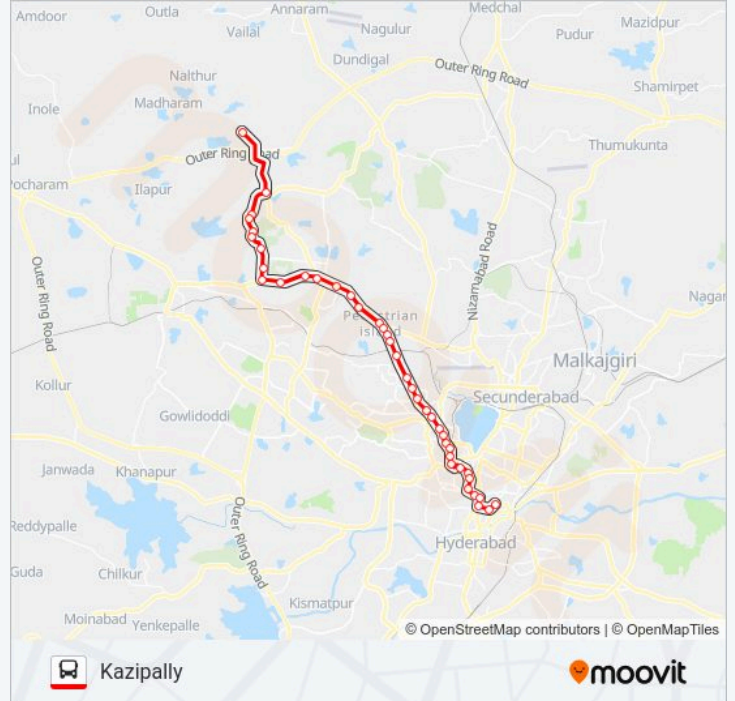 Amdoor
Outla
Annaram
Medchal
Vailal
Nagulur
Pudur
Mazidpur
Dundigal
Outer Ring Road
Nalthur
Shamirpet
Madharam
Inole
Thumukunta
Outer Ring Road
ul
Pocharam
Ilapur
Outer Ring Road
Nizamabad Road
Nagar
Pedestrian
island
Malkajgiri
Kollur
Secunderabad
Gowlidoddi
Janwada
Khanapur
Outer Ring Road
Reddypalle
Hyderabad
Guda
Chilkur
Kismatpur
Moinabad
Yenkepalle
© OpenStreetMap contributors | © OpenMapTiles
Kazipally
moovit